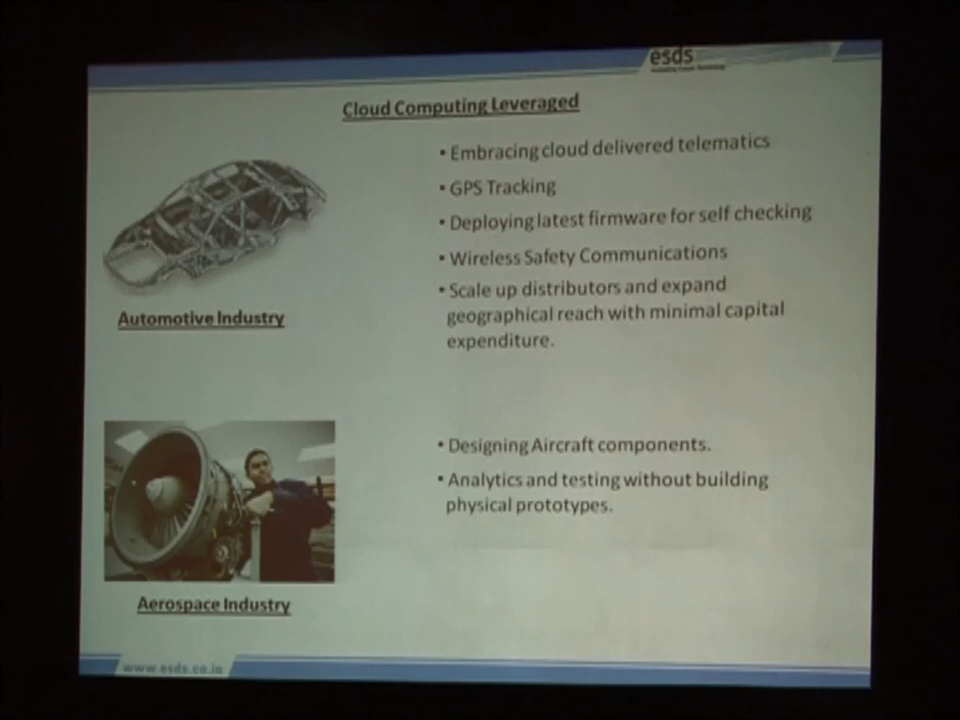 esds
Cloud Computing Leveraged
• Embracing cloud delivered telematics
• GPS Tracking
• Deploying latest firmware for self checking
• Wireless Safety Communications
• Scale up distributors and expand
geographical reach with minimal capital
expenditure.
Automotive Industry
• Designing Aircraft components.
• Analytics and testing without building
physical prototypes.
Aerospace Industry
www.esds.co.in